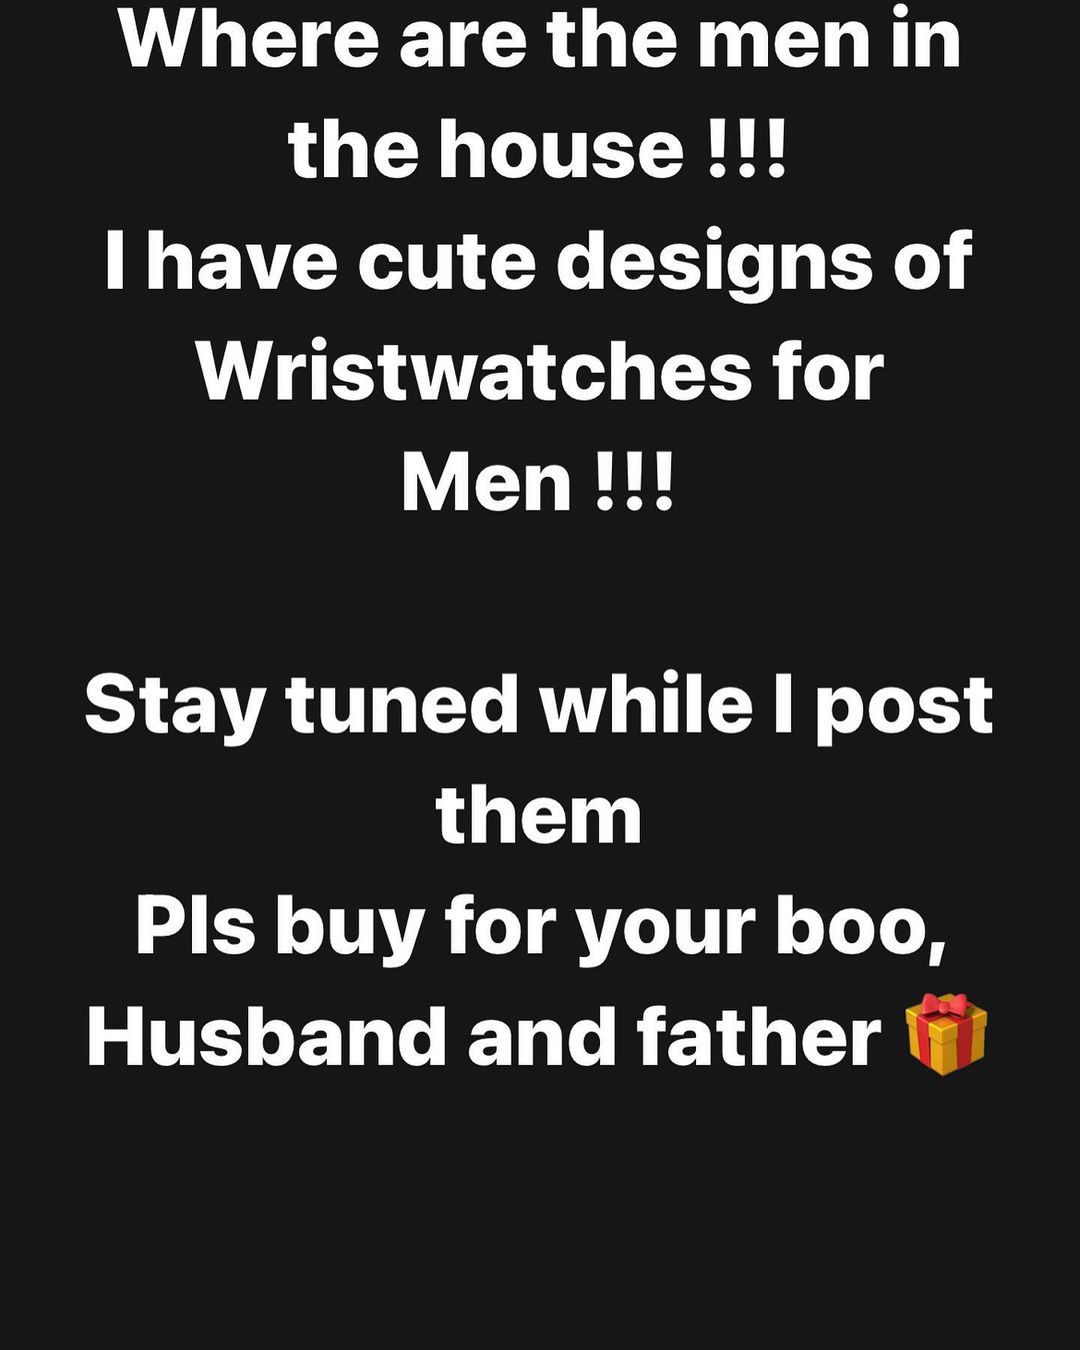 Where are the men in
the house !!!
I have cute designs of
Wristwatches for
Men !!!
Stay tuned while I post
them
Pls buy for your boo,
Husband and father 🎁